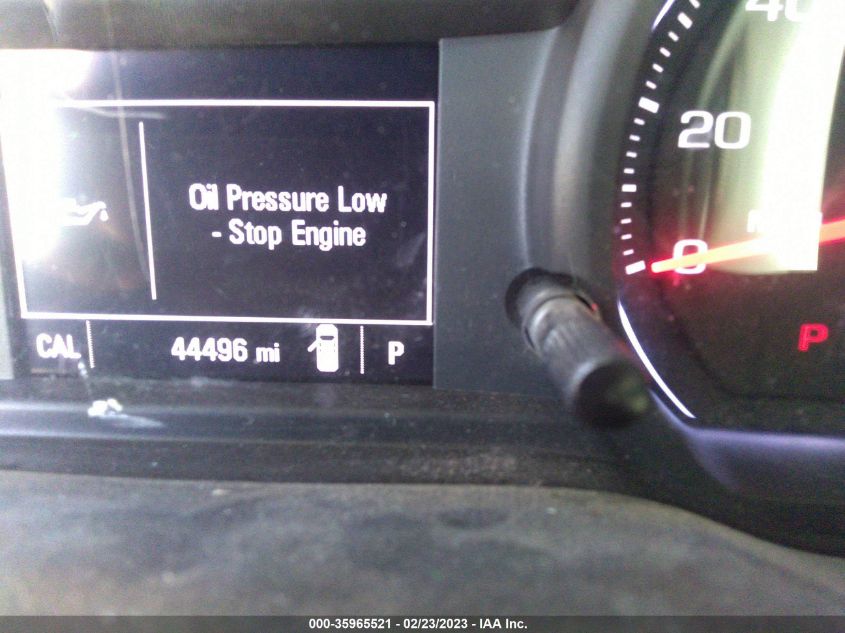 40
20
0
Oil Pressure Low
- Stop Engine
CAL 44496 mi P
P
000-35965521 - 02/23/2023 - IAA Inc.